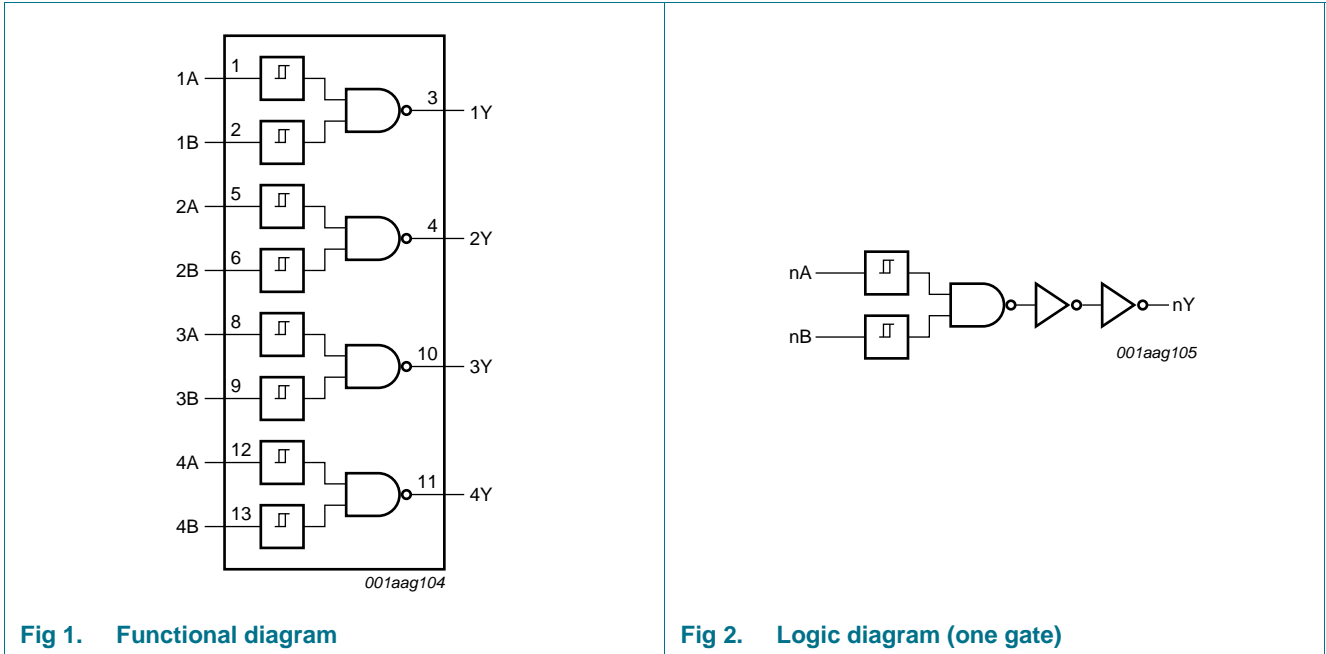 1A 1
3 1Y
1B 2
2A 5
4 2Y
2B 6
3A 8
10 3Y
3B 9
4A 12
11 4Y
4B 13
001aag104
Fig 1. Functional diagram
nA
nY
nB
001aag105
Fig 2. Logic diagram (one gate)